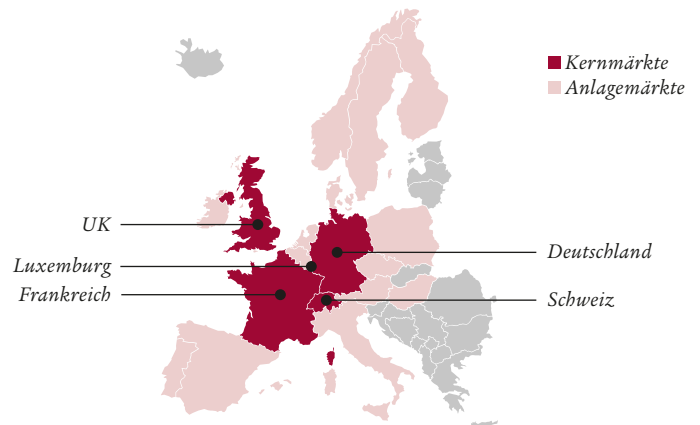 Kernmärkte
Anlagemärkte
UK
Luxemburg
Frankreich
Deutschland
Schweiz